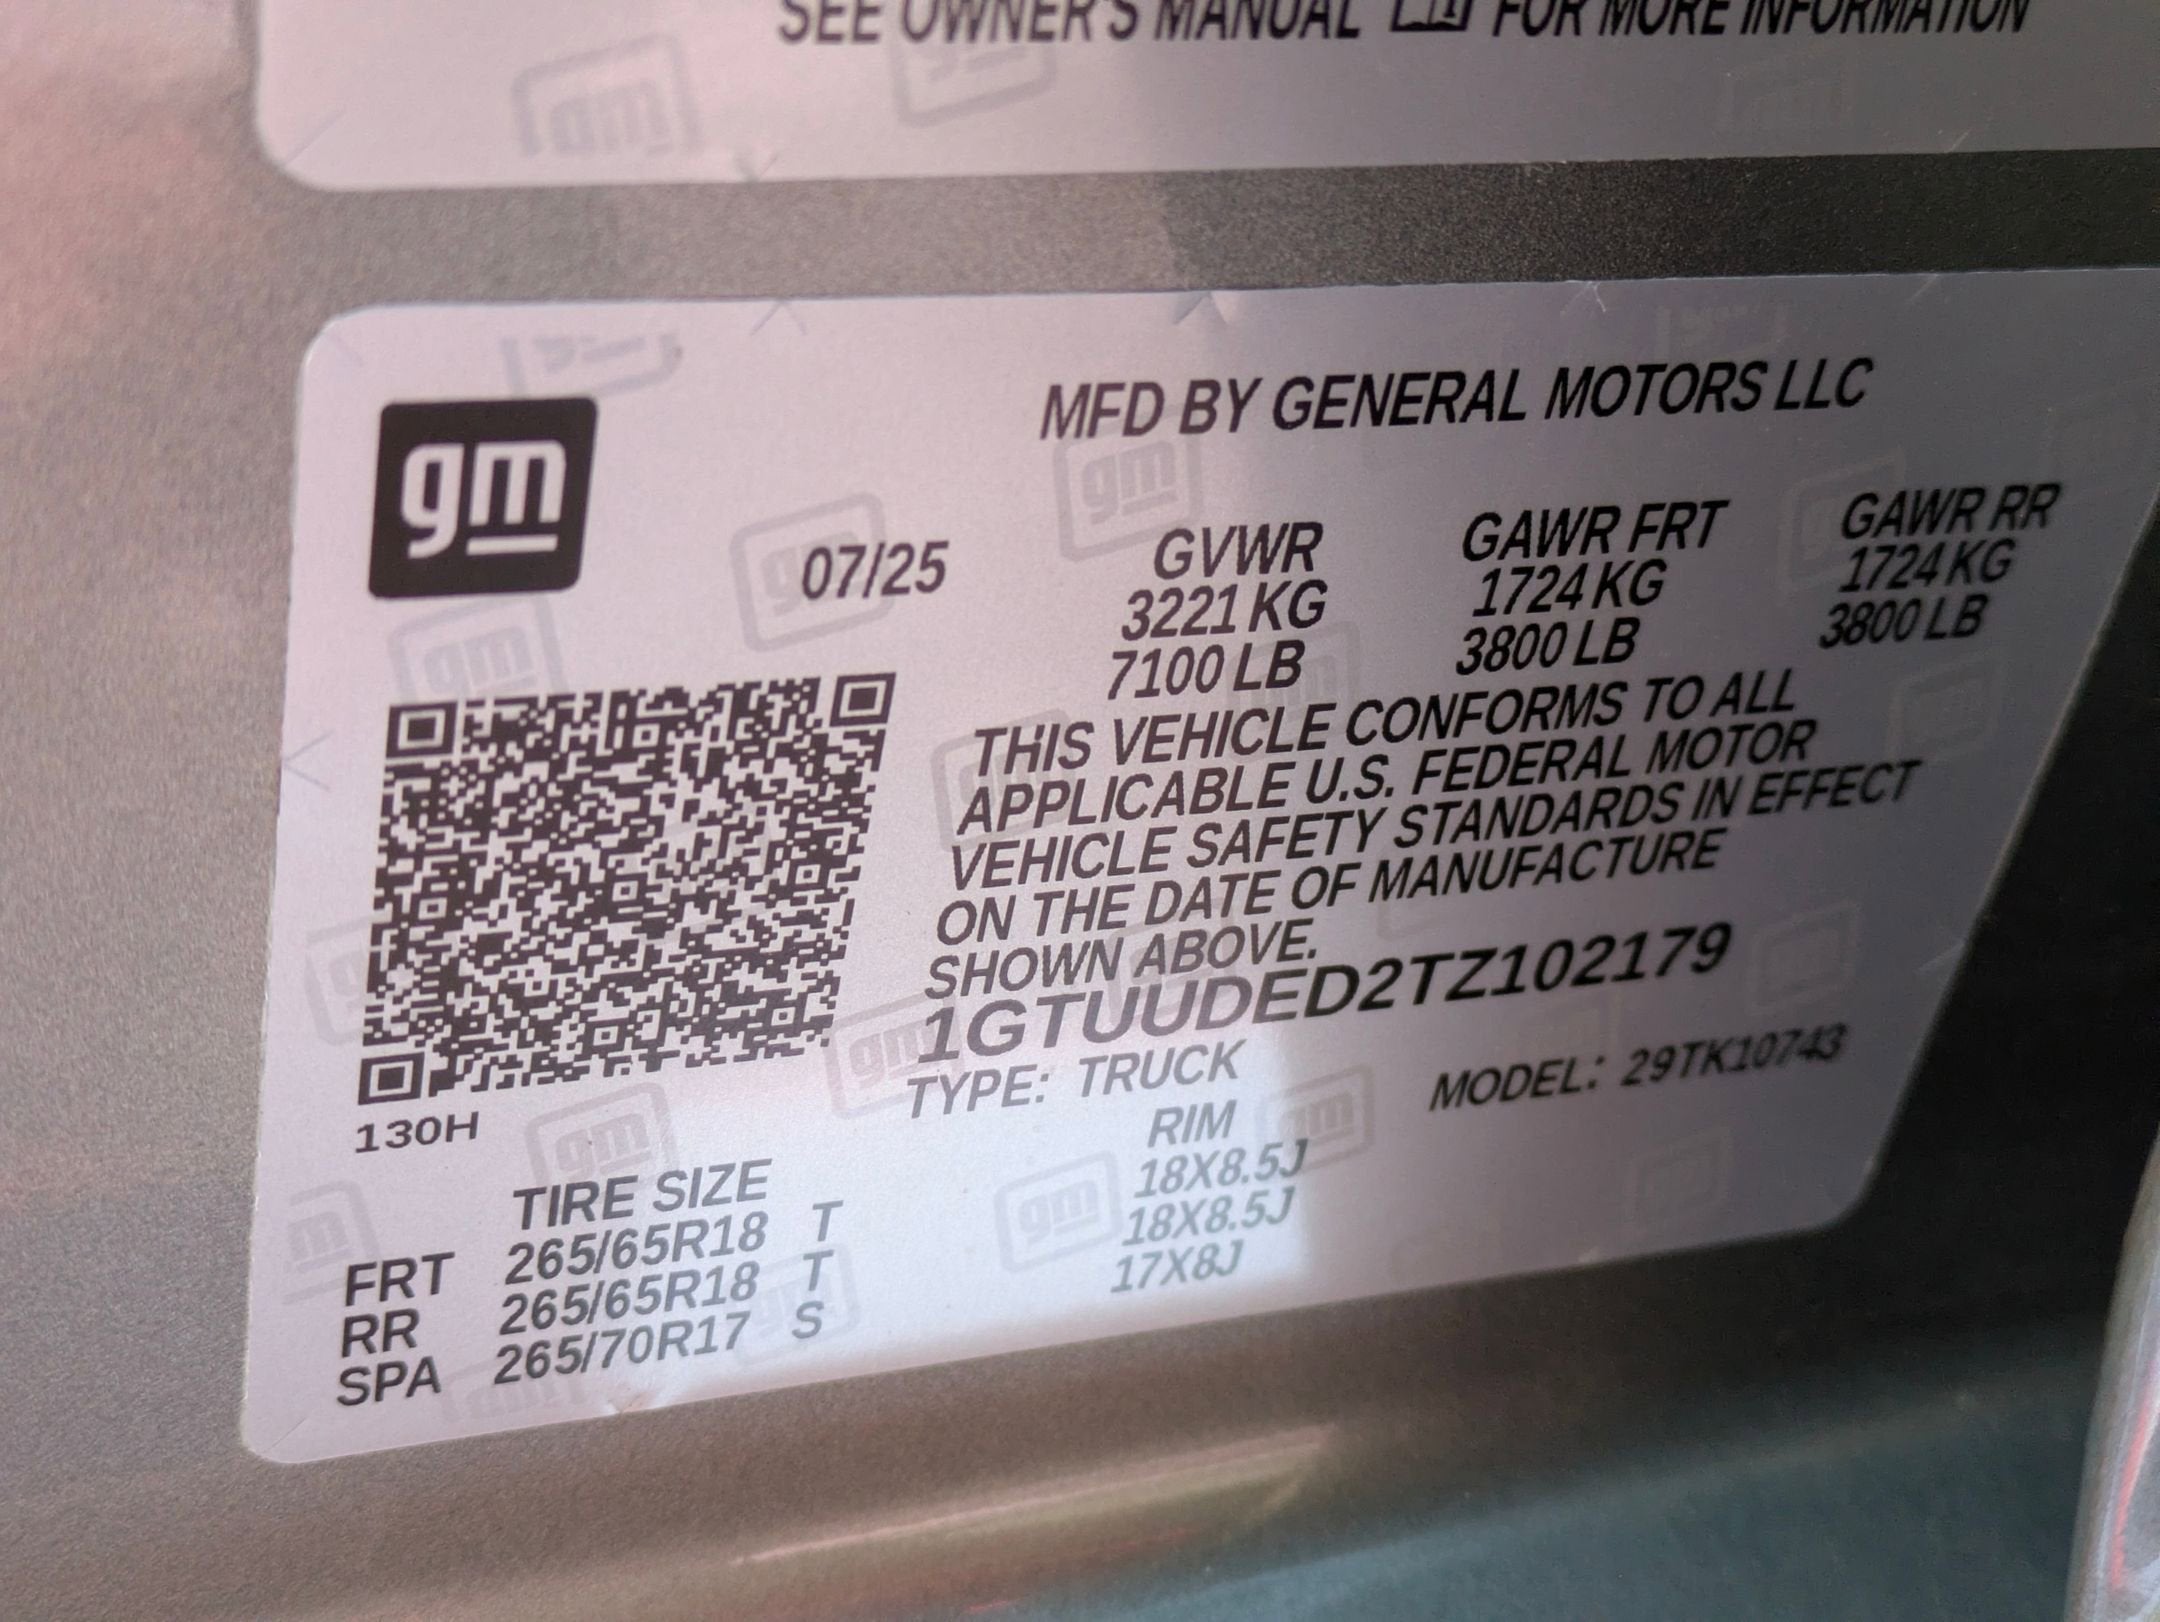 SEE OWNER'S MANUAL FOR MORE INFORMATION
gm
MFD BY GENERAL MOTORS LLC
07/25
GVWR GAWR FRT GAWR RR
3221 KG 1724 KG 1724 KG
7100 LB 3800 LB 3800 LB
THIS VEHICLE CONFORMS TO ALL
APPLICABLE U.S. FEDERAL MOTOR
VEHICLE SAFETY STANDARDS IN EFFECT
ON THE DATE OF MANUFACTURE
SHOWN ABOVE.
1GTUUDED2TZ102179
TYPE: TRUCK MODEL: 29TK10743
130H
TIRE SIZE RIM
FRT 265/65R18 T 18X8.5J
RR 265/65R18 T 18X8.5J
SPA 265/70R17 S 17X8J